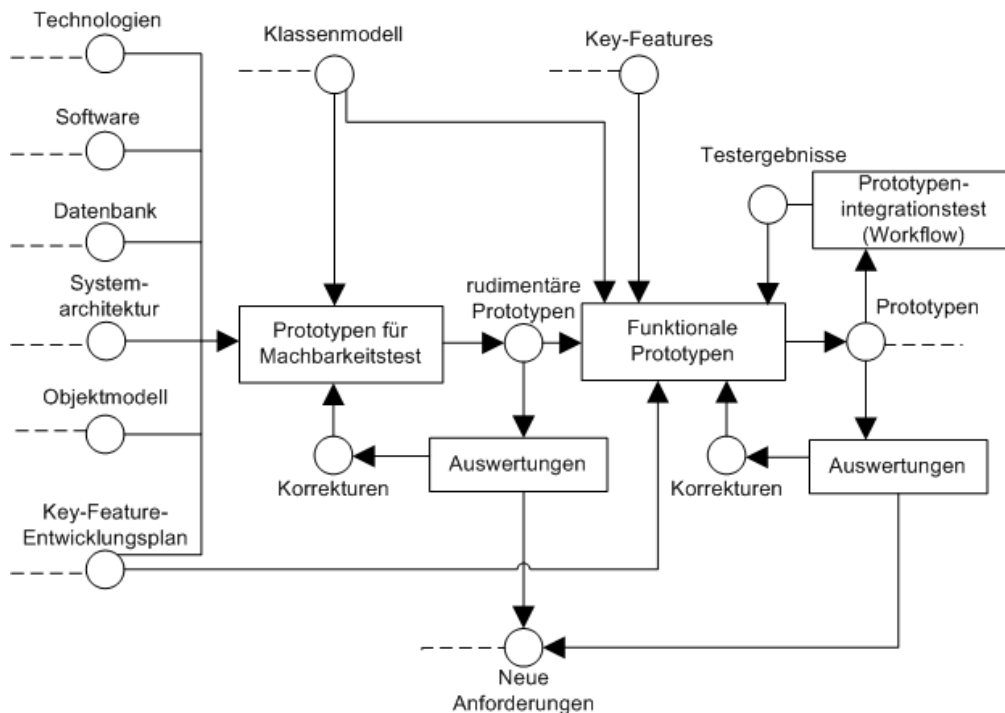 Technologien
Klassenmodell
Key-Features
Software
Testergebnisse
Prototypen-
integrationstest
(Workflow)
Datenbank
System-
architektur
Prototypen für
Machbarkeitstest
rudimentäre
Prototypen
Funktionale
Prototypen
Prototypen
Objektmodell
Korrekturen
Auswertungen
Korrekturen
Auswertungen
Key-Feature-
Entwicklungsplan
Neue
Anforderungen